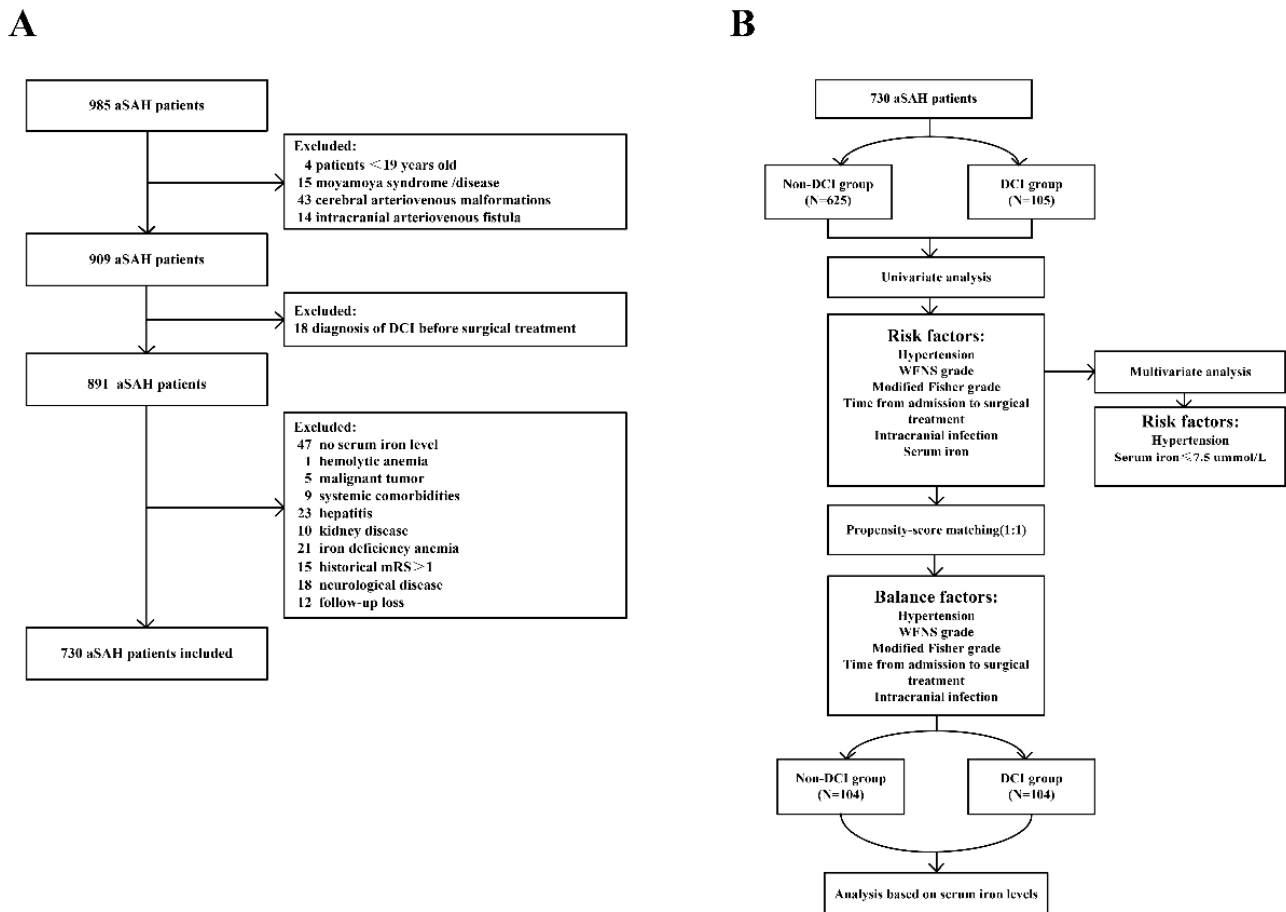 A
985 aSAH patients
Excluded:
4 patients <19 years old
15 moyamoya syndrome /disease
43 cerebral arteriovenous malformations
14 intracranial arteriovenous fistula
909 aSAH patients
Excluded:
18 diagnosis of DCI before surgical treatment
891 aSAH patients
Excluded:
47 no serum iron level
1 hemolytic anemia
5 malignant tumor
9 systemic comorbidities
23 hepatitis
10 kidney disease
21 iron deficiency anemia
15 historical mRS>1
18 neurological disease
12 follow-up loss
730 aSAH patients included
B
730 aSAH patients
Non-DCI group
(N=625)
DCI group
(N=105)
Univariate analysis
Risk factors:
Hypertension
WFNS grade
Modified Fisher grade
Time from admission to surgical
treatment
Intracranial infection
Serum iron
Multivariate analysis
Risk factors:
Hypertension
Serum iron≤7.5 ummol/L
Propensity-score matching(1:1)
Balance factors:
Hypertension
WFNS grade
Modified Fisher grade
Time from admission to surgical
treatment
Intracranial infection
Non-DCI group
(N=104)
DCI group
(N=104)
Analysis based on serum iron levels